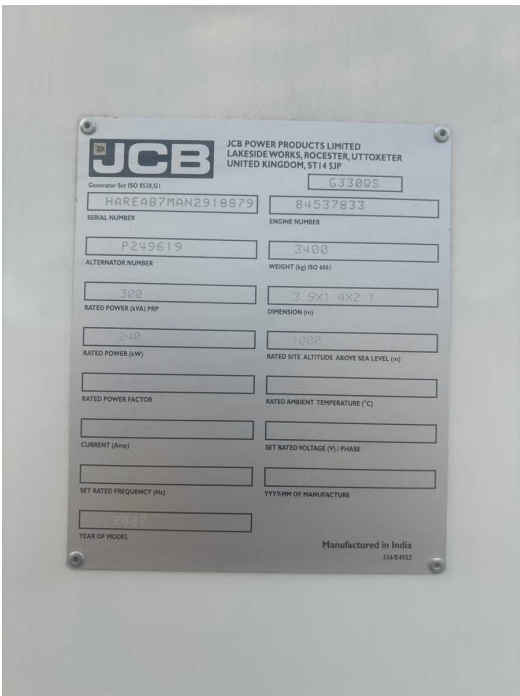 JCB
JCB POWER PRODUCTS LIMITED
LAKESIDE WORKS, ROCESTER, UTTOXETER
UNITED KINGDOM, ST14 5JP
Generator Set ISO 8528, G1
G330QS
HAREAB7MAN2918879
SERIAL NUMBER
84537833
ENGINE NUMBER
P249619
ALTERNATOR NUMBER
3400
WEIGHT (kg) ISO 6061
300
RATED POWER (kVA) PRP
3.9X1.4X2.1
DIMENSION (m)
240
RATED POWER (kW)
1000
RATED SITE ALTITUDE ABOVE SEA LEVEL (m)
RATED POWER FACTOR
RATED AMBIENT TEMPERATURE (°C)
CURRENT (Amp)
SET RATED VOLTAGE (V) / PHASE
SET RATED FREQUENCY (Hz)
YYYY-MM OF MANUFACTURE
2022
YEAR OF MODEL
Manufactured in India
336/E4922